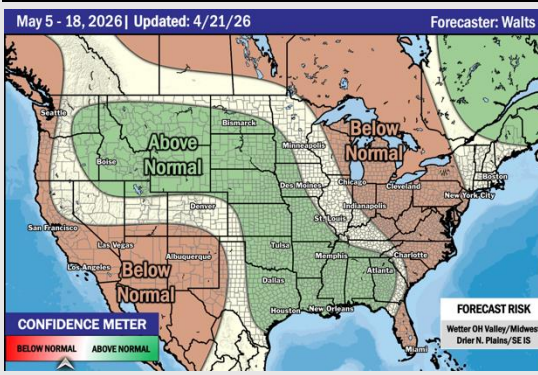 May 5 - 18, 2026| Updated: 4/21/26
Forecaster: Walts
Seattle
Bismarck
Above
Normal
Minneapolis
Below
Normal
Boise
Boston
Des Moines
Chicago
Cleveland
New York City
Denver
Indianapolis
St. Louis
San Francisco
Las Vegas
Albuquerque
Tulsa
Memphis
Charlotte
Los Angeles
Below
Normal
Dallas
Atlanta
Houston
New Orleans
Miami
CONFIDENCE METER
BELOW NORMAL
ABOVE NORMAL
FORECAST RISK
Wetter OH Valley/Midwest
Drier N. Plains/SE IS